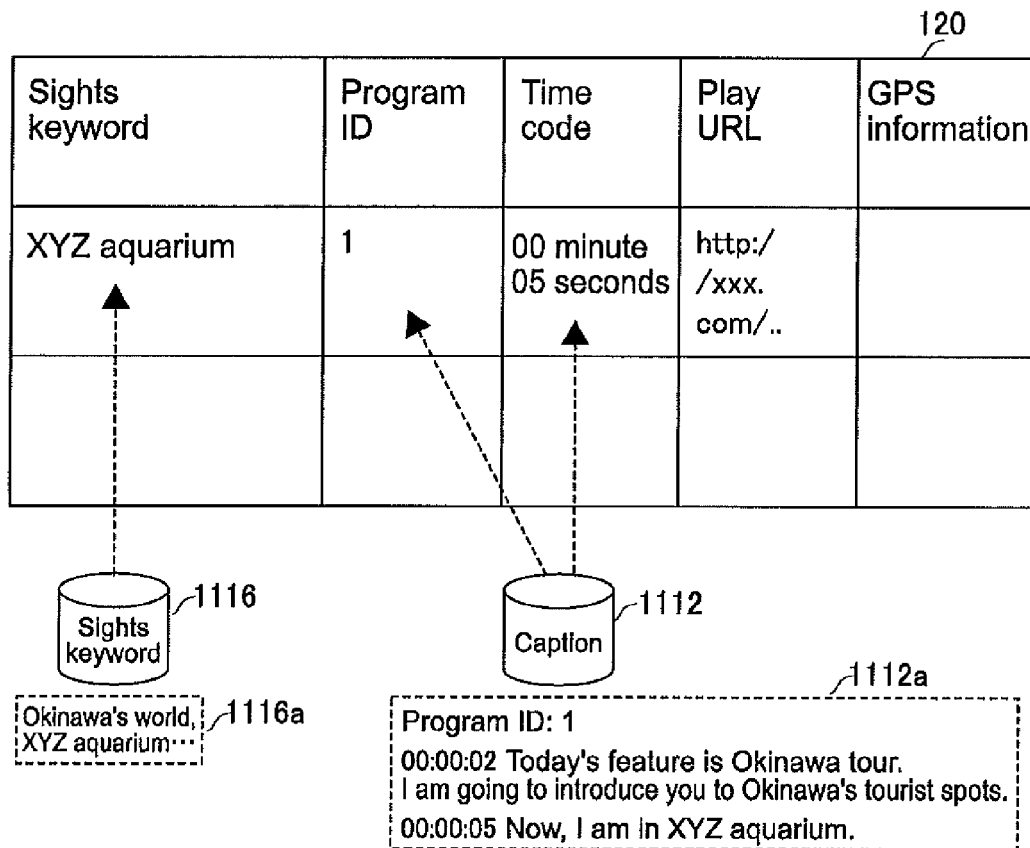 120
Sights keyword
Program ID
Time code
Play URL
GPS information
XYZ aquarium
1
00 minute 05 seconds
http:/
/xxx.
com/..
1116
Sights keyword
1112
Caption
1116a
Okinawa's world,
XYZ aquarium···
1112a
Program ID: 1
00:00:02 Today's feature is Okinawa tour.
I am going to introduce you to Okinawa's tourist spots.
00:00:05 Now, I am in XYZ aquarium.